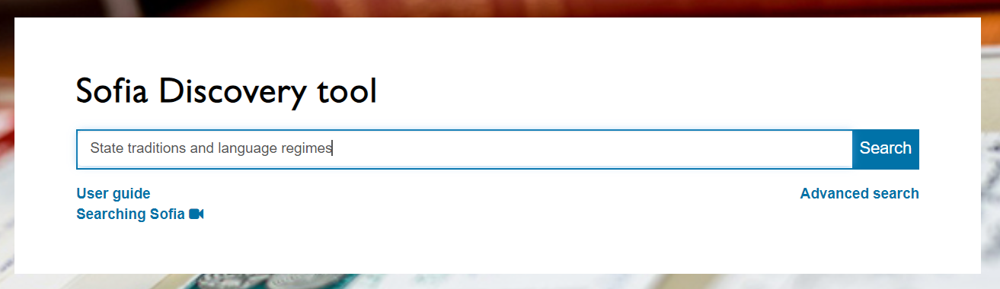 Sofia Discovery tool
State traditions and language regimes
Search
User guide
Advanced search
Searching Sofia